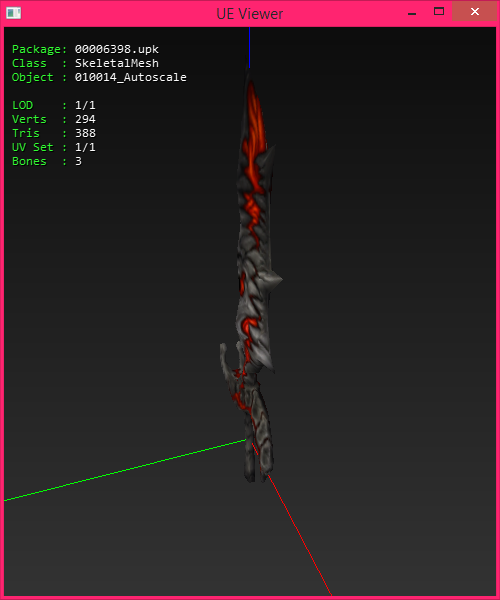 UE Viewer
Package: 00006398.upk
Class  : SkeletalMesh
Object : 010014_Autoscale
LOD    : 1/1
Verts  : 294
Tris   : 388
UV Set : 1/1
Bones  : 3